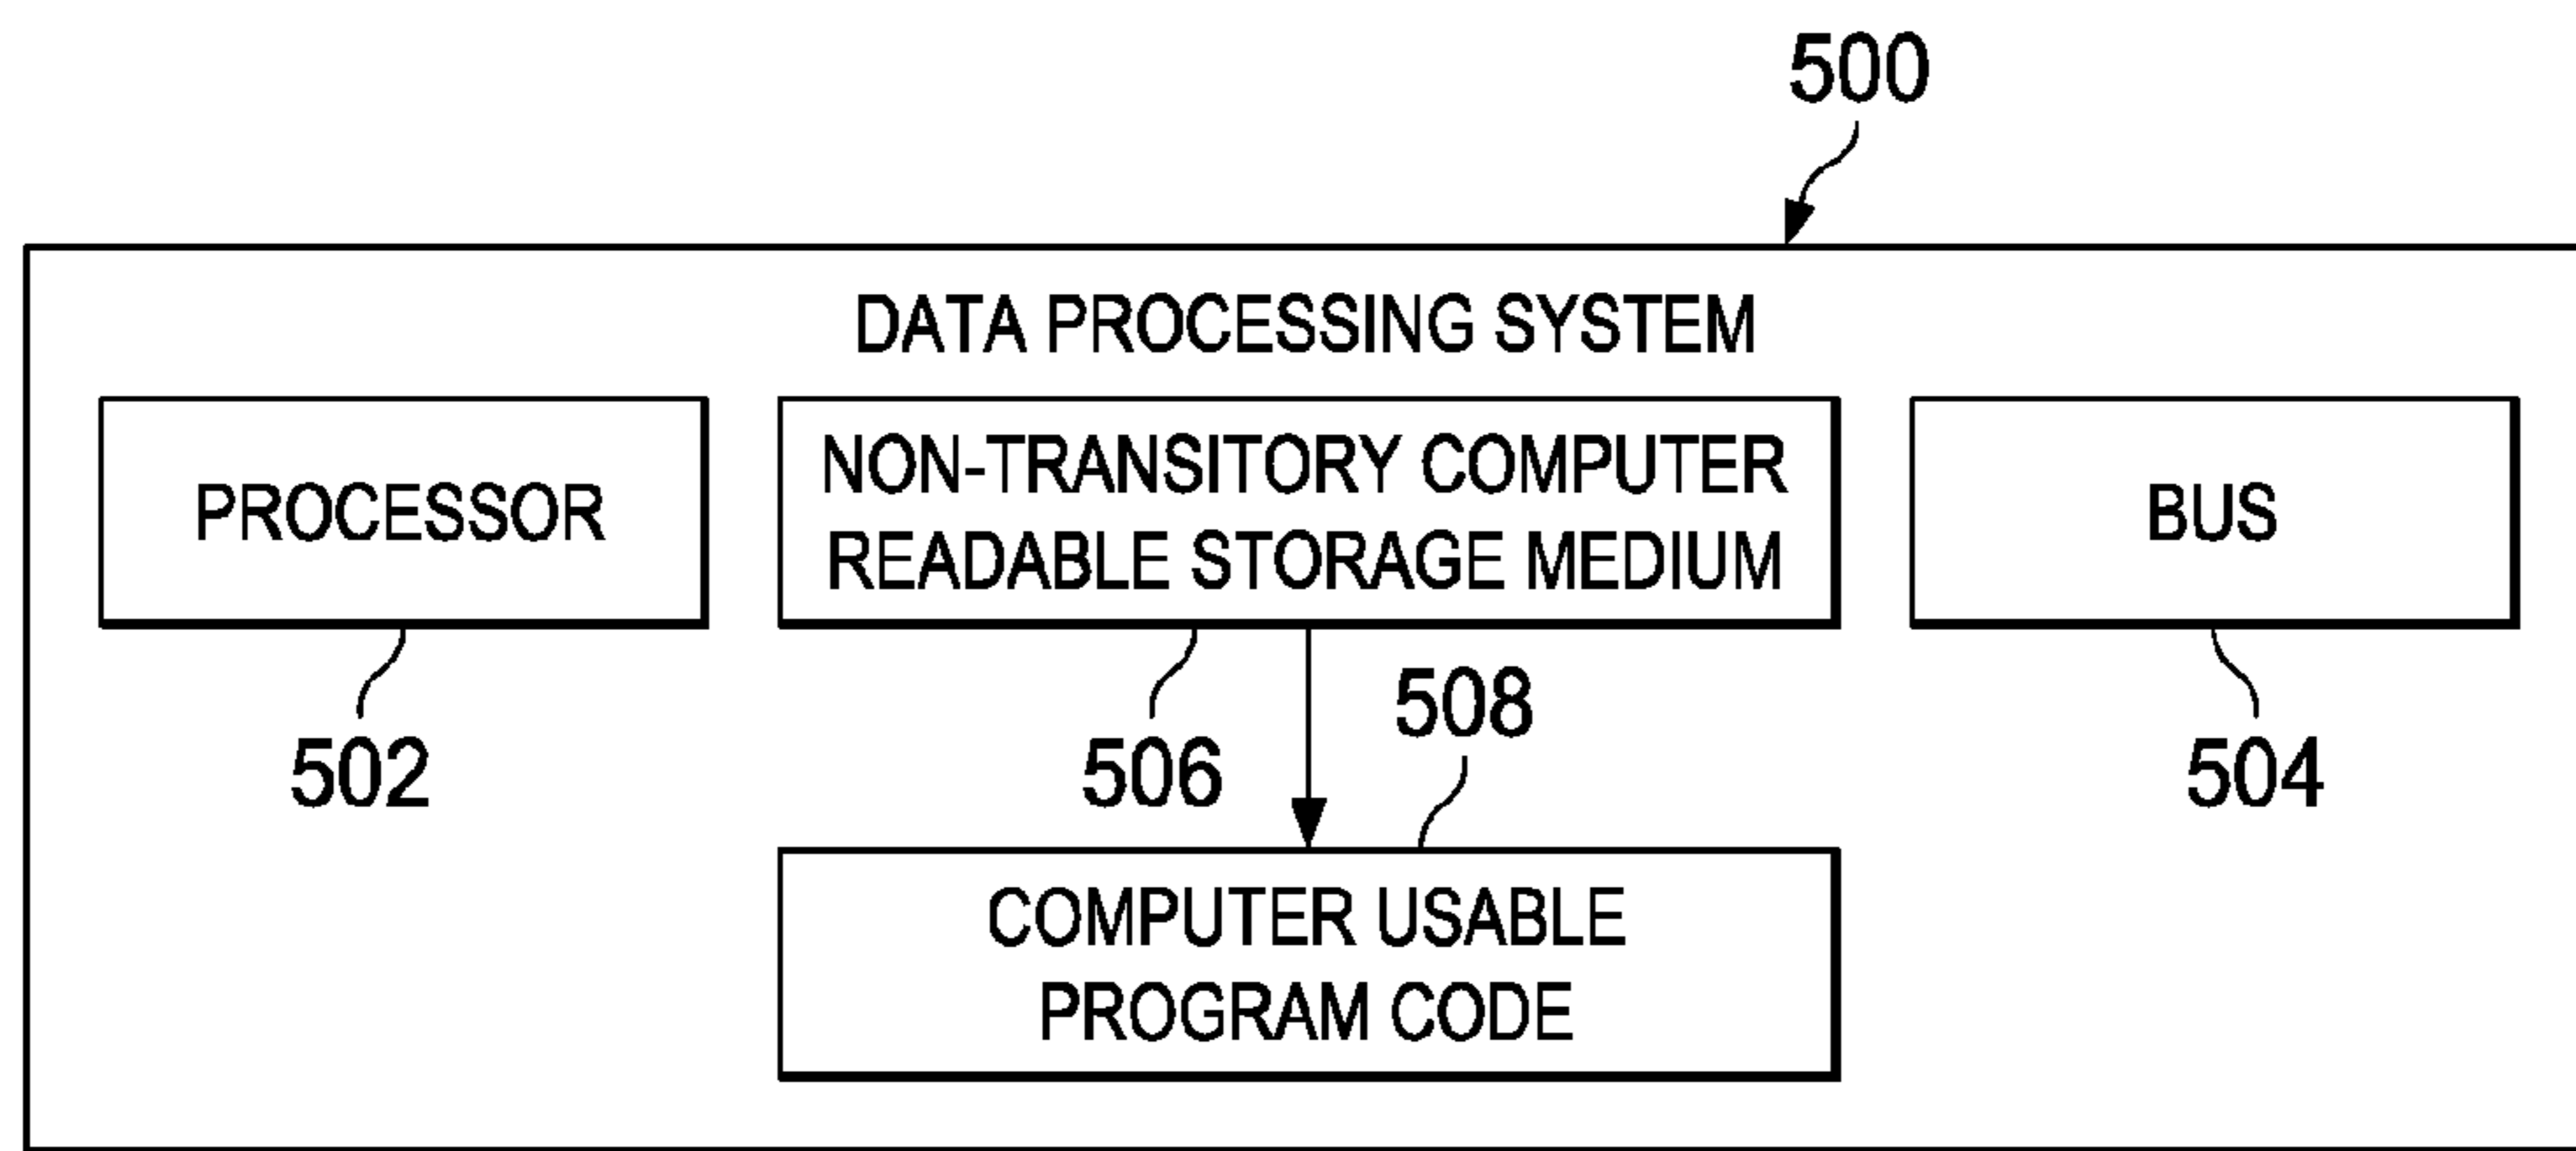 500
DATA PROCESSING SYSTEM
PROCESSOR
NON-TRANSITORY COMPUTER
READABLE STORAGE MEDIUM
BUS
502
506
508
504
COMPUTER USABLE
PROGRAM CODE